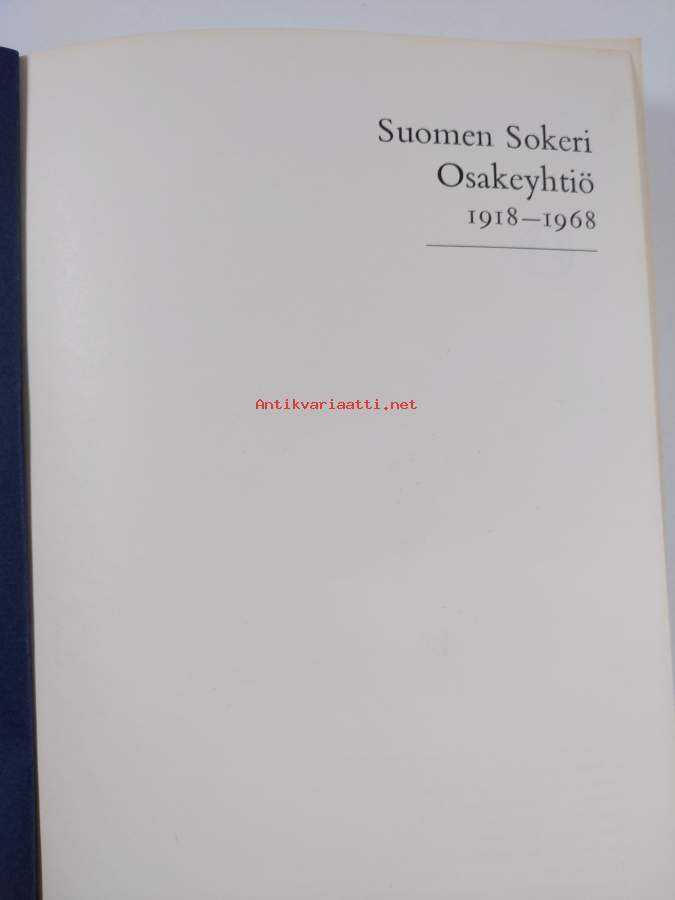 Suomen Sokeri
Osakeyhtiö
1918–1968
Antikvariaatti.net